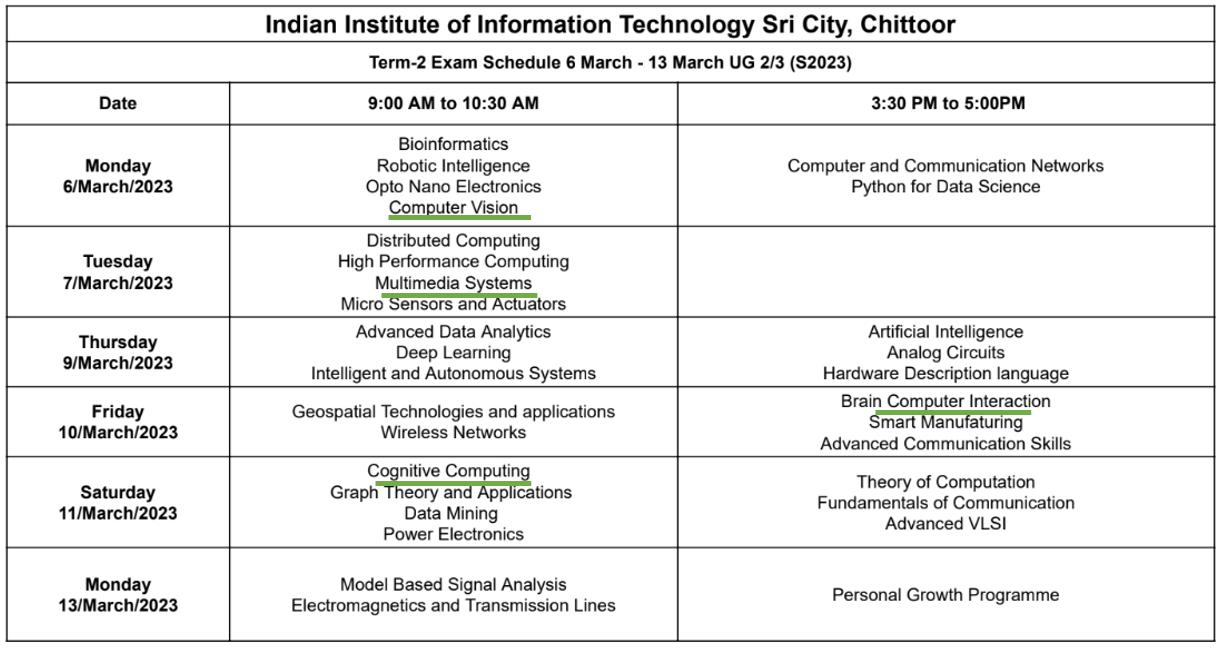 Indian Institute of Information Technology Sri City, Chittoor
Term-2 Exam Schedule 6 March - 13 March UG 2/3 (S2023)
Date
9:00 AM to 10:30 AM
3:30 PM to 5:00PM
Monday
6/March/2023
Bioinformatics
Robotic Intelligence
Opto Nano Electronics
Computer Vision
Computer and Communication Networks
Python for Data Science
Tuesday
7/March/2023
Distributed Computing
High Performance Computing
Multimedia Systems
Micro Sensors and Actuators
Thursday
9/March/2023
Advanced Data Analytics
Deep Learning
Intelligent and Autonomous Systems
Artificial Intelligence
Analog Circuits
Hardware Description language
Friday
10/March/2023
Geospatial Technologies and applications
Wireless Networks
Brain Computer Interaction
Smart Manufaturing
Advanced Communication Skills
Saturday
11/March/2023
Cognitive Computing
Graph Theory and Applications
Data Mining
Power Electronics
Theory of Computation
Fundamentals of Communication
Advanced VLSI
Monday
13/March/2023
Model Based Signal Analysis
Electromagnetics and Transmission Lines
Personal Growth Programme